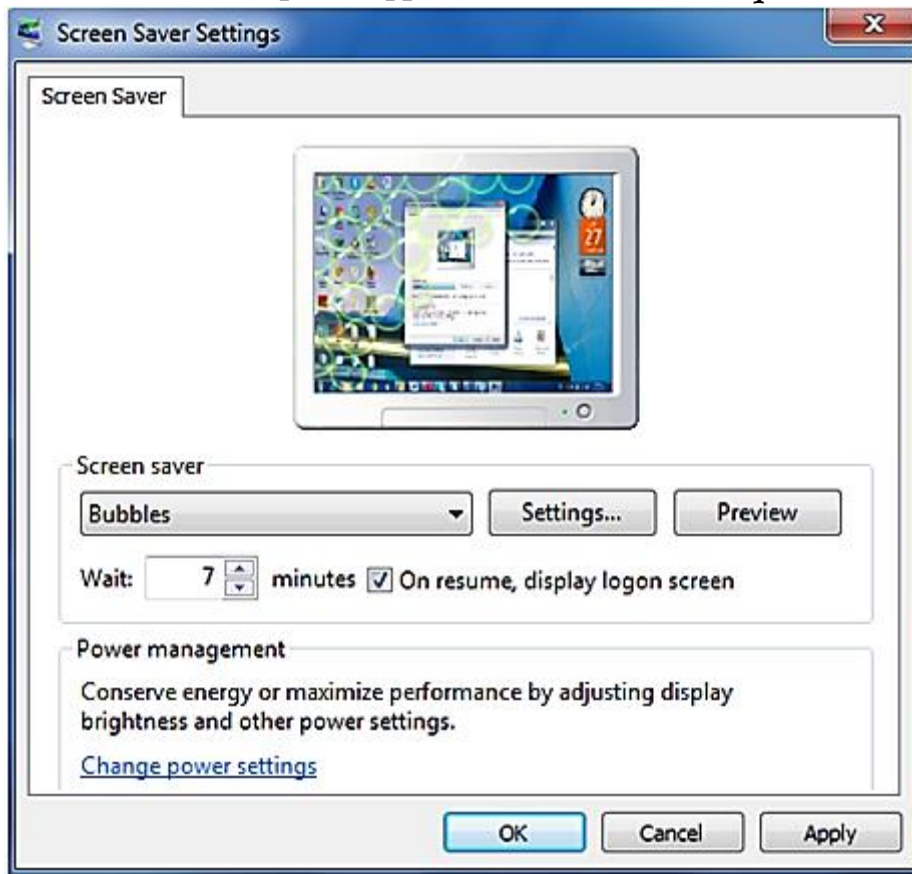 Screen Saver Settings
Screen Saver
27
Screen saver
Bubbles
Settings...
Preview
Wait: 7 minutes On resume, display logon screen
Power management
Conserve energy or maximize performance by adjusting display
brightness and other power settings.
Change power settings
OK Cancel Apply